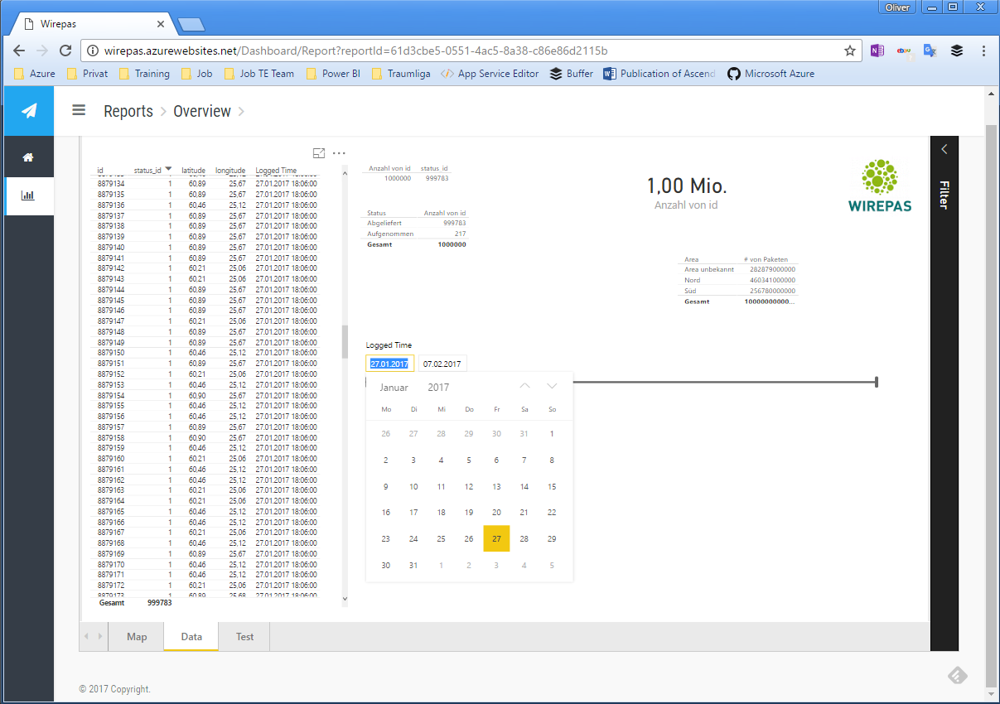 Oliver
Wirepas
wirepas.azurewebsites.net/Dashboard/Report?reportId=61d3cbe5-0551-4ac5-8a38-c86e86d2115b
Azure Privat Training Job Job TE Team Power BI Traumliga App Service Editor Buffer Publication of Ascend Microsoft Azure
Reports Overview
id status_id latitude longitude Logged Time
8879134 1 60,89 25,67 27.01.2017 18:06:00
8879135 1 60,89 25,67 27.01.2017 18:06:00
8879136 1 60,46 25,12 27.01.2017 18:06:00
8879137 1 60,89 25,67 27.01.2017 18:06:00
8879138 1 60,89 25,67 27.01.2017 18:06:00
8879139 1 60,89 25,67 27.01.2017 18:06:00
8879140 1 60,89 25,67 27.01.2017 18:06:00
8879141 1 60,89 25,67 27.01.2017 18:06:00
8879142 1 60,21 25,06 27.01.2017 18:06:00
8879143 1 60,21 25,06 27.01.2017 18:06:00
8879144 1 60,89 25,67 27.01.2017 18:06:00
8879145 1 60,89 25,67 27.01.2017 18:06:00
8879146 1 60,89 25,67 27.01.2017 18:06:00
8879147 1 60,21 25,06 27.01.2017 18:06:00
8879148 1 60,89 25,67 27.01.2017 18:06:00
8879149 1 60,89 25,67 27.01.2017 18:06:00
8879150 1 60,46 25,12 27.01.2017 18:06:00
8879151 1 60,89 25,67 27.01.2017 18:06:00
8879152 1 60,21 25,06 27.01.2017 18:06:00
8879153 1 60,46 25,12 27.01.2017 18:06:00
8879154 1 60,90 25,67 27.01.2017 18:06:00
8879155 1 60,46 25,12 27.01.2017 18:06:00
8879156 1 60,46 25,12 27.01.2017 18:06:00
8879157 1 60,89 25,67 27.01.2017 18:06:00
8879158 1 60,90 25,67 27.01.2017 18:06:00
8879159 1 60,46 25,12 27.01.2017 18:06:00
8879160 1 60,21 25,06 27.01.2017 18:06:00
8879161 1 60,46 25,12 27.01.2017 18:06:00
8879162 1 60,46 25,12 27.01.2017 18:06:00
8879163 1 60,21 25,06 27.01.2017 18:06:00
8879164 1 60,21 25,06 27.01.2017 18:06:00
8879165 1 60,46 25,12 27.01.2017 18:06:00
8879166 1 60,46 25,12 27.01.2017 18:06:00
8879167 1 60,21 25,06 27.01.2017 18:06:00
8879168 1 60,46 25,12 27.01.2017 18:06:00
8879169 1 60,89 25,67 27.01.2017 18:06:00
8879170 1 60,46 25,12 27.01.2017 18:06:00
8879171 1 60,46 25,12 27.01.2017 18:06:00
8879172 1 60,21 25,06 27.01.2017 18:06:00
8879173 1 60,89 25,68 27.01.2017 18:06:00
Gesamt 999783
Anzahl von id status_id
1000000 999783
Status Anzahl von id
Abgeliefert 999783
Aufgenommen 217
Gesamt 1000000
1,00 Mio.
Anzahl von id
WIREPAS
Area # von Paketen
Area unbekannt 282879000000
Nord 460341000000
Süd 256780000000
Gesamt 10000000000...
Logged Time
27.01.2017 07.02.2017
Januar 2017
Mo Di Mi Do Fr Sa So
26 27 28 29 30 31 1
2 3 4 5 6 7 8
9 10 11 12 13 14 15
16 17 18 19 20 21 22
23 24 25 26 27 28 29
30 31 1 2 3 4 5
Filter
Map Data Test
© 2017 Copyright.